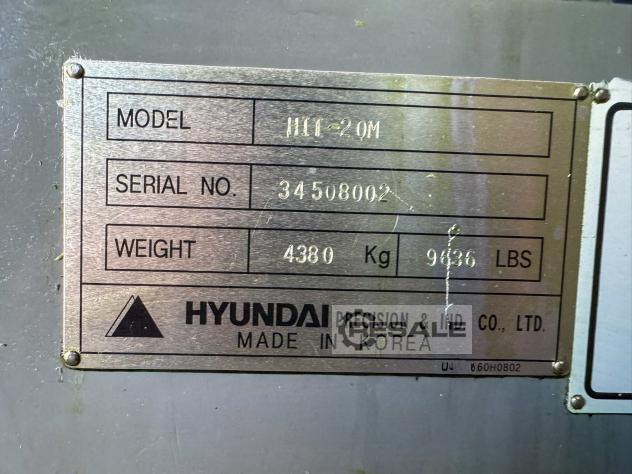 MODEL HIT-20M
SERIAL NO. 34508002
WEIGHT 4380 Kg 9636 LBS
HYUNDAI PRECISION & IND. CO., LTD.
RESALE
MADE IN KOREA
660H0802